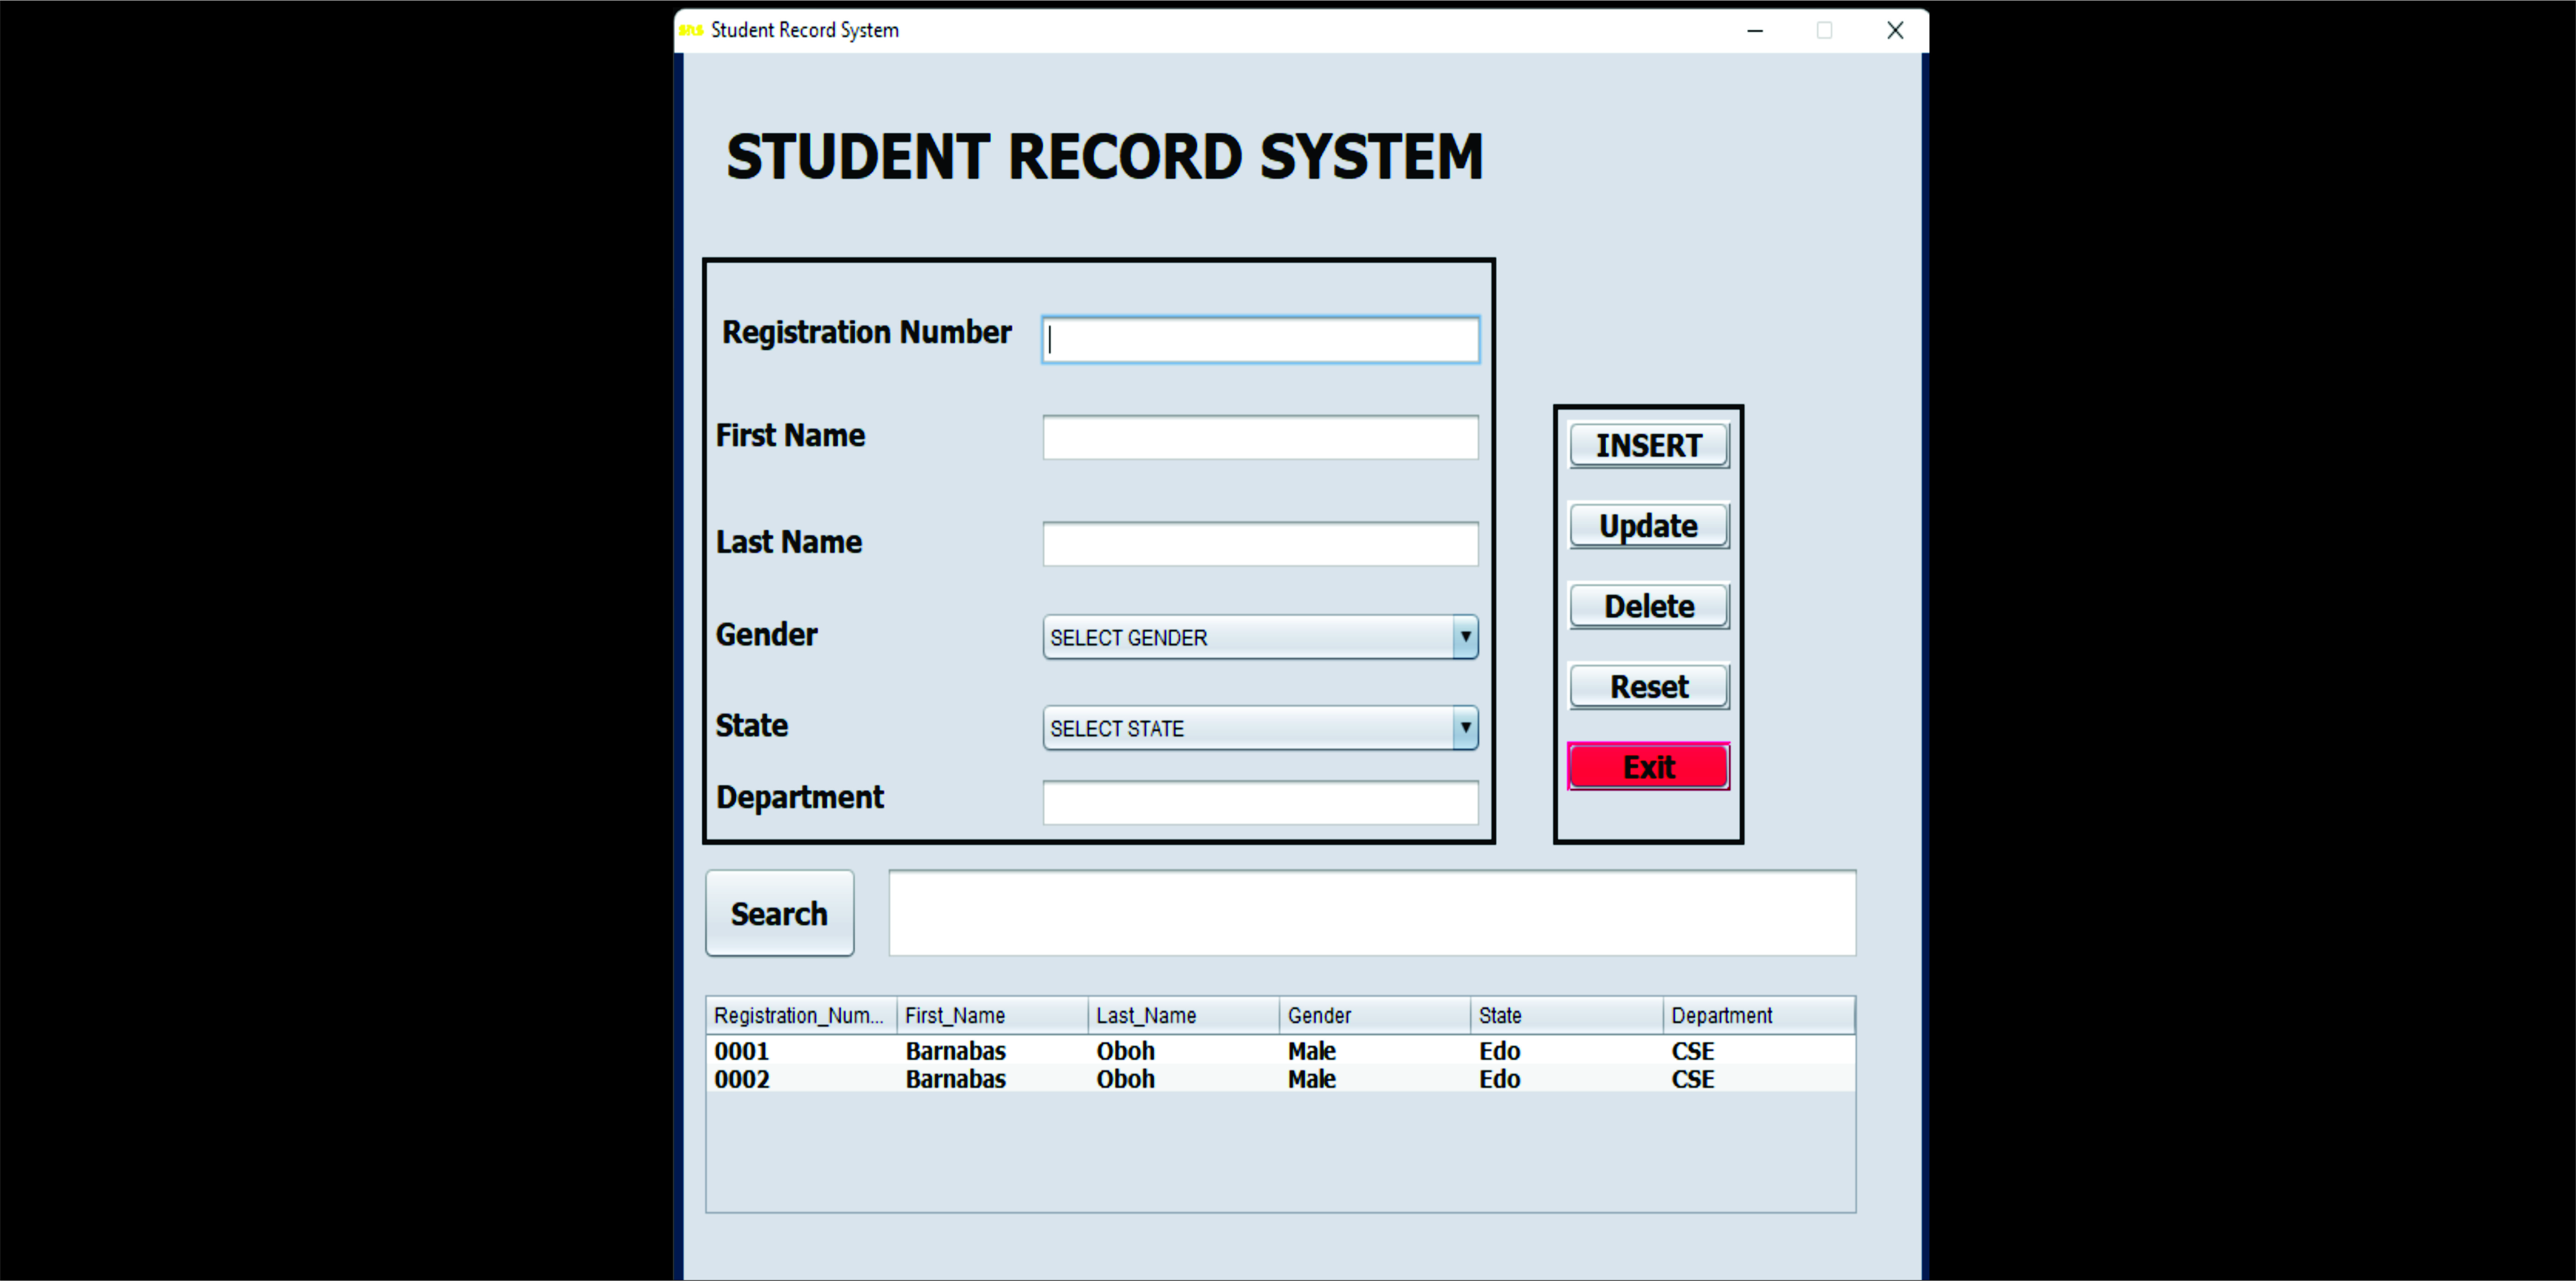 SRS Student Record System
STUDENT RECORD SYSTEM
Registration Number
First Name
Last Name
Gender SELECT GENDER
State SELECT STATE
Department
INSERT
Update
Delete
Reset
Exit
Search
Registration_Num... First_Name Last_Name Gender State Department
0001 Barnabas Oboh Male Edo CSE
0002 Barnabas Oboh Male Edo CSE